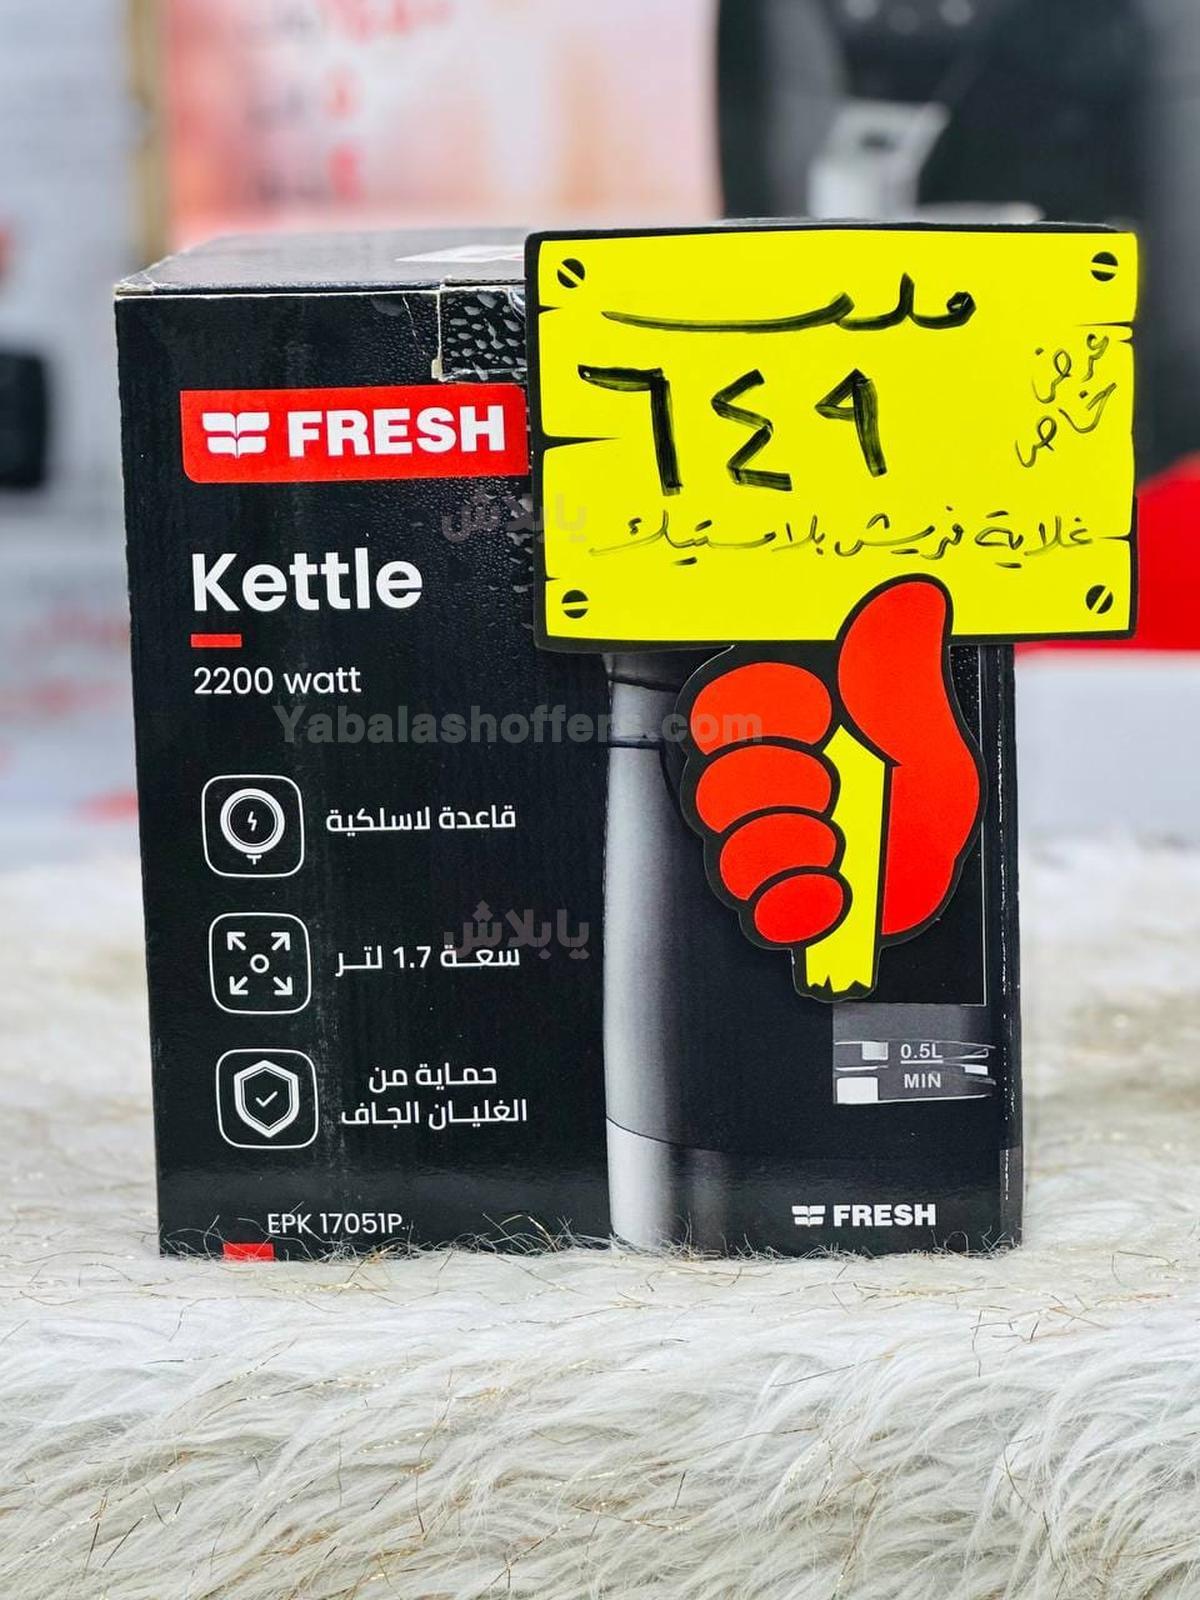 فقط
٦٤٩
عرض
خاص
غلاية فريش بلاستيك
FRESH
Kettle
2200 watt
Yabalashoffers.com
قاعدة لاسلكية
سعة 1.7 لتر
حماية من
الغليان الجاف
EPK 17051P
0.5L
MIN
FRESH
يابلاش
يابلاش